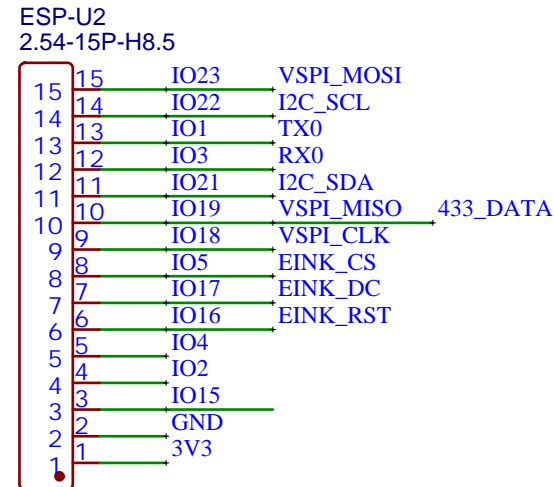 ESP-U2
2.54-15P-H8.5
15 15 IO23 VSPI_MOSI
14 14 IO22 I2C_SCL
13 13 IO1 TX0
12 12 IO3 RX0
11 11 IO21 I2C_SDA
10 10 IO19 VSPI_MISO 433_DATA
9 9 IO18 VSPI_CLK
8 8 IO5 EINK_CS
7 7 IO17 EINK_DC
6 6 IO16 EINK_RST
5 5 IO4
4 4 IO2
3 3 IO15
2 2 GND
1 1 3V3